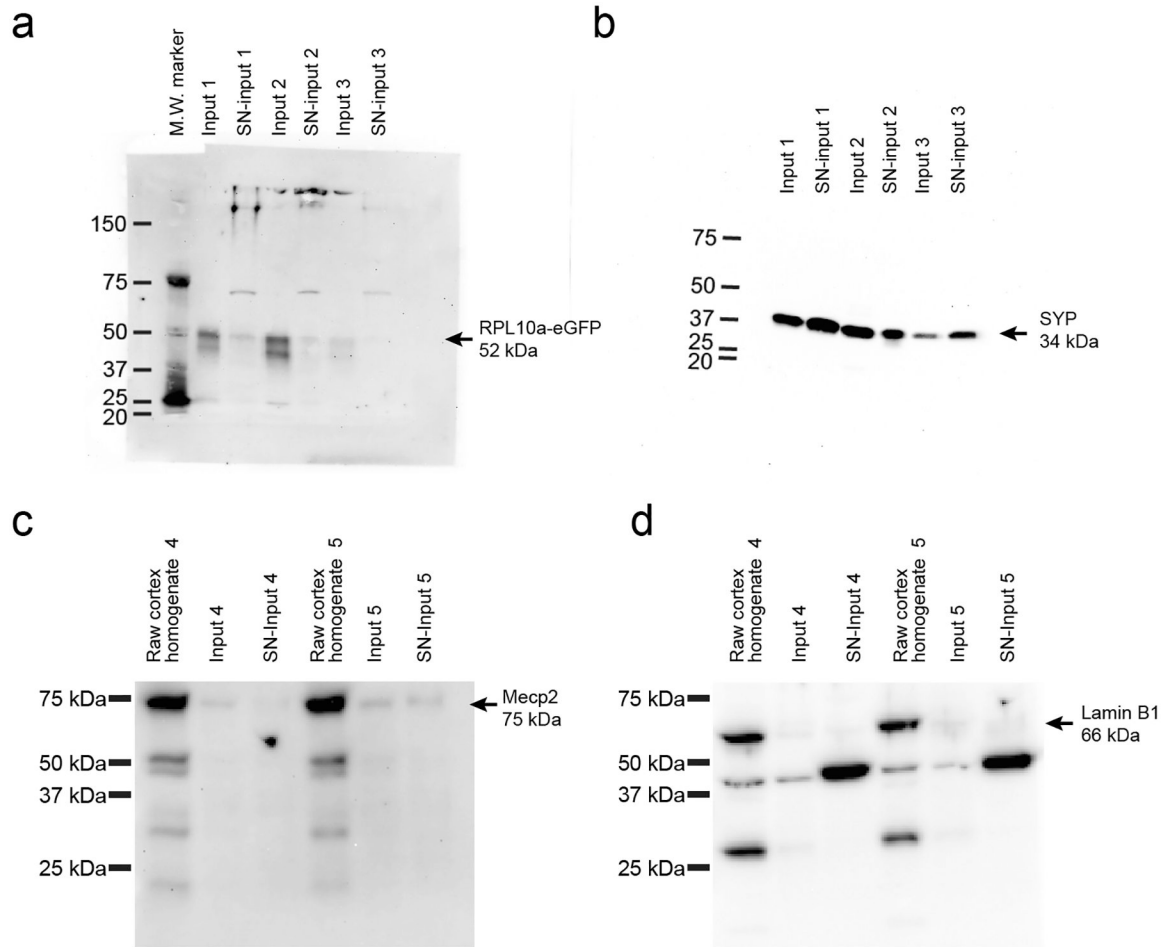 a
M.W. marker
Input 1
SN-input 1
Input 2
SN-input 2
Input 3
SN-input 3
150
75
50
37
25
20
RPL10a-eGFP
52 kDa
b
Input 1
SN-input 1
Input 2
SN-input 2
Input 3
SN-input 3
75
50
37
25
20
SYP
34 kDa
c
Raw cortex
homogenate 4
Input 4
SN-Input 4
Raw cortex
homogenate 5
Input 5
SN-Input 5
75 kDa
50 kDa
37 kDa
25 kDa
Mecp2
75 kDa
d
Raw cortex
homogenate 4
Input 4
SN-Input 4
Raw cortex
homogenate 5
Input 5
SN-Input 5
75 kDa
50 kDa
37 kDa
25 kDa
Lamin B1
66 kDa